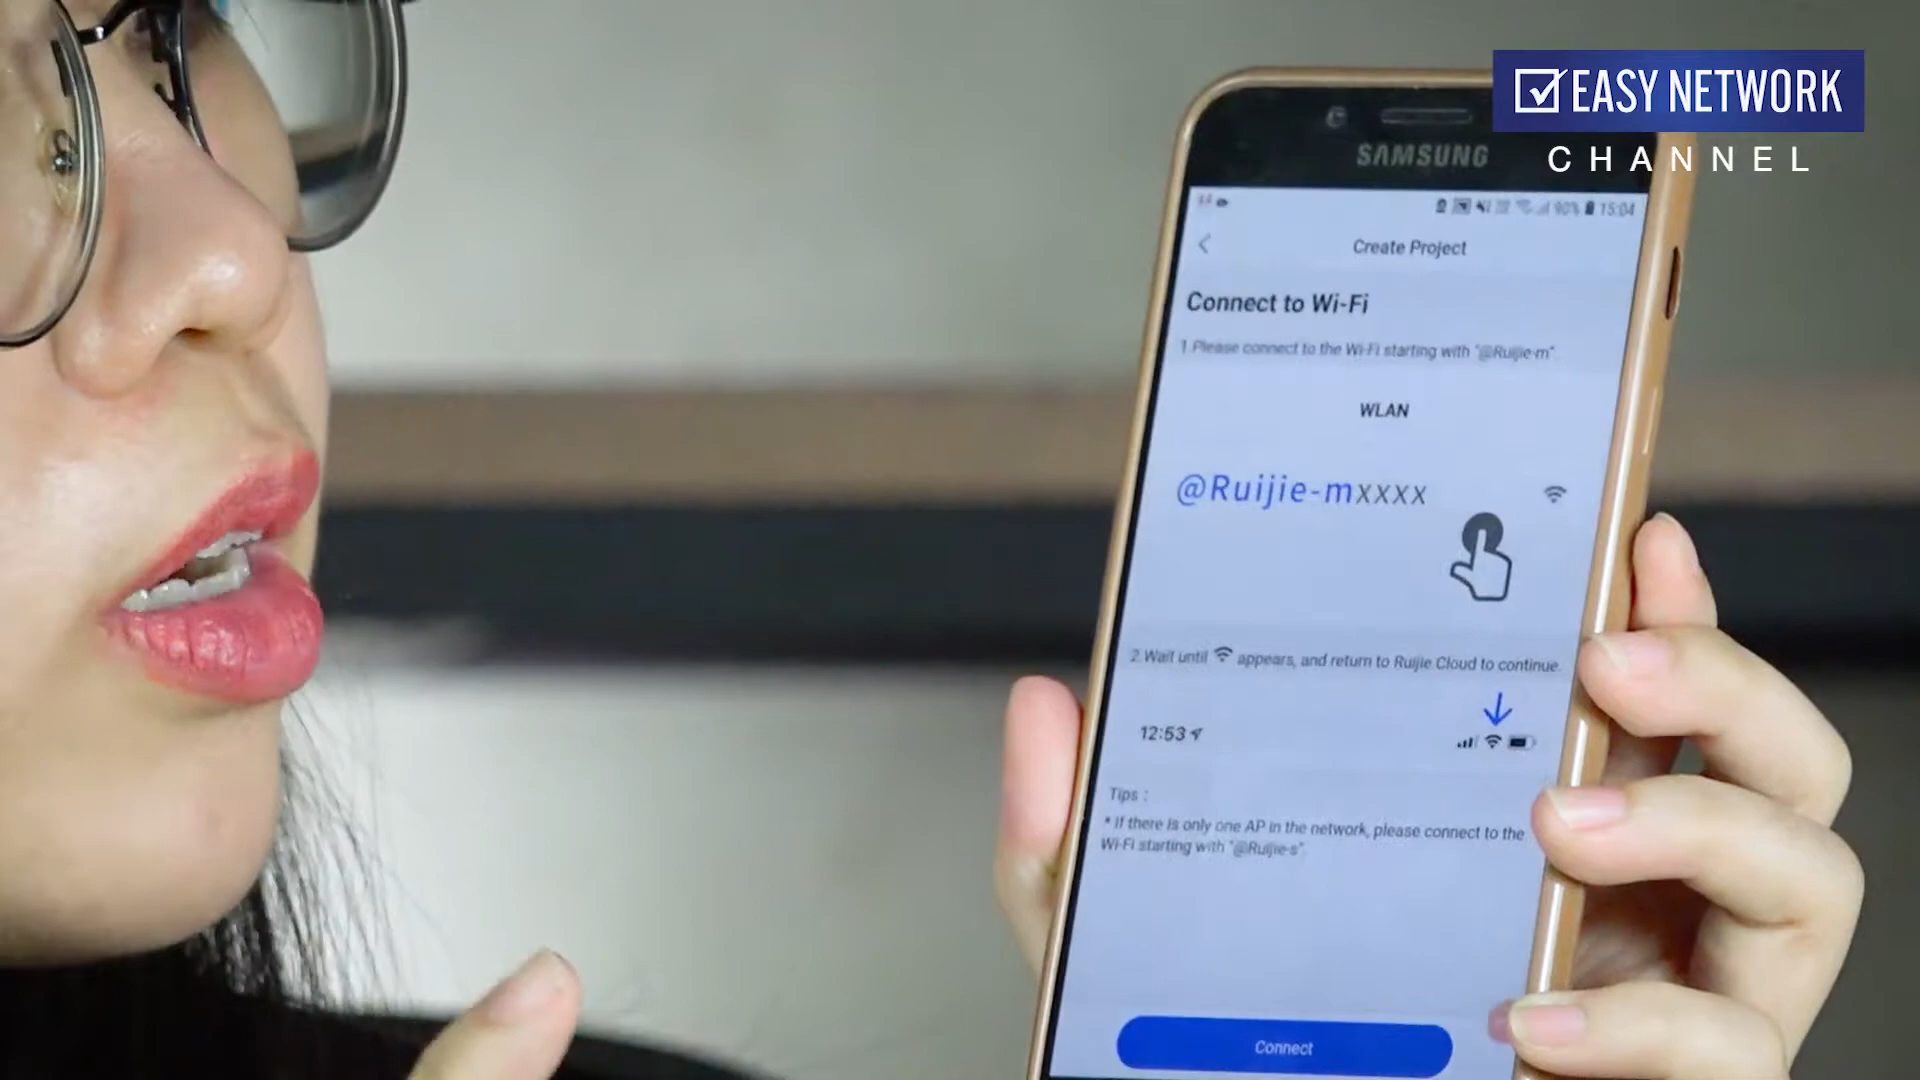 EASY NETWORK
CHANNEL
SAMSUNG
90% 15:04
Create Project
Connect to Wi-Fi
1.Please connect to the Wi-Fi starting with "@Ruijie-m".
WLAN
@Ruijie-mxxxx
2.Wait until appears, and return to Ruijie Cloud to continue.
12:53
Tips :
* If there is only one AP in the network, please connect to the
Wi-Fi starting with "@Ruijie-s".
Connect